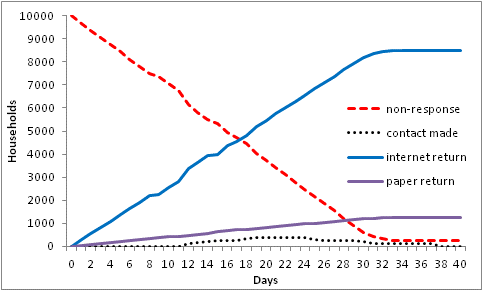 10000
9000
8000
7000
6000
5000
4000
3000
2000
1000
0
Households
non-response
contact made
internet return
paper return
0 2 4 6 8 10 12 14 16 18 20 22 24 26 28 30 32 34 36 38 40
Days